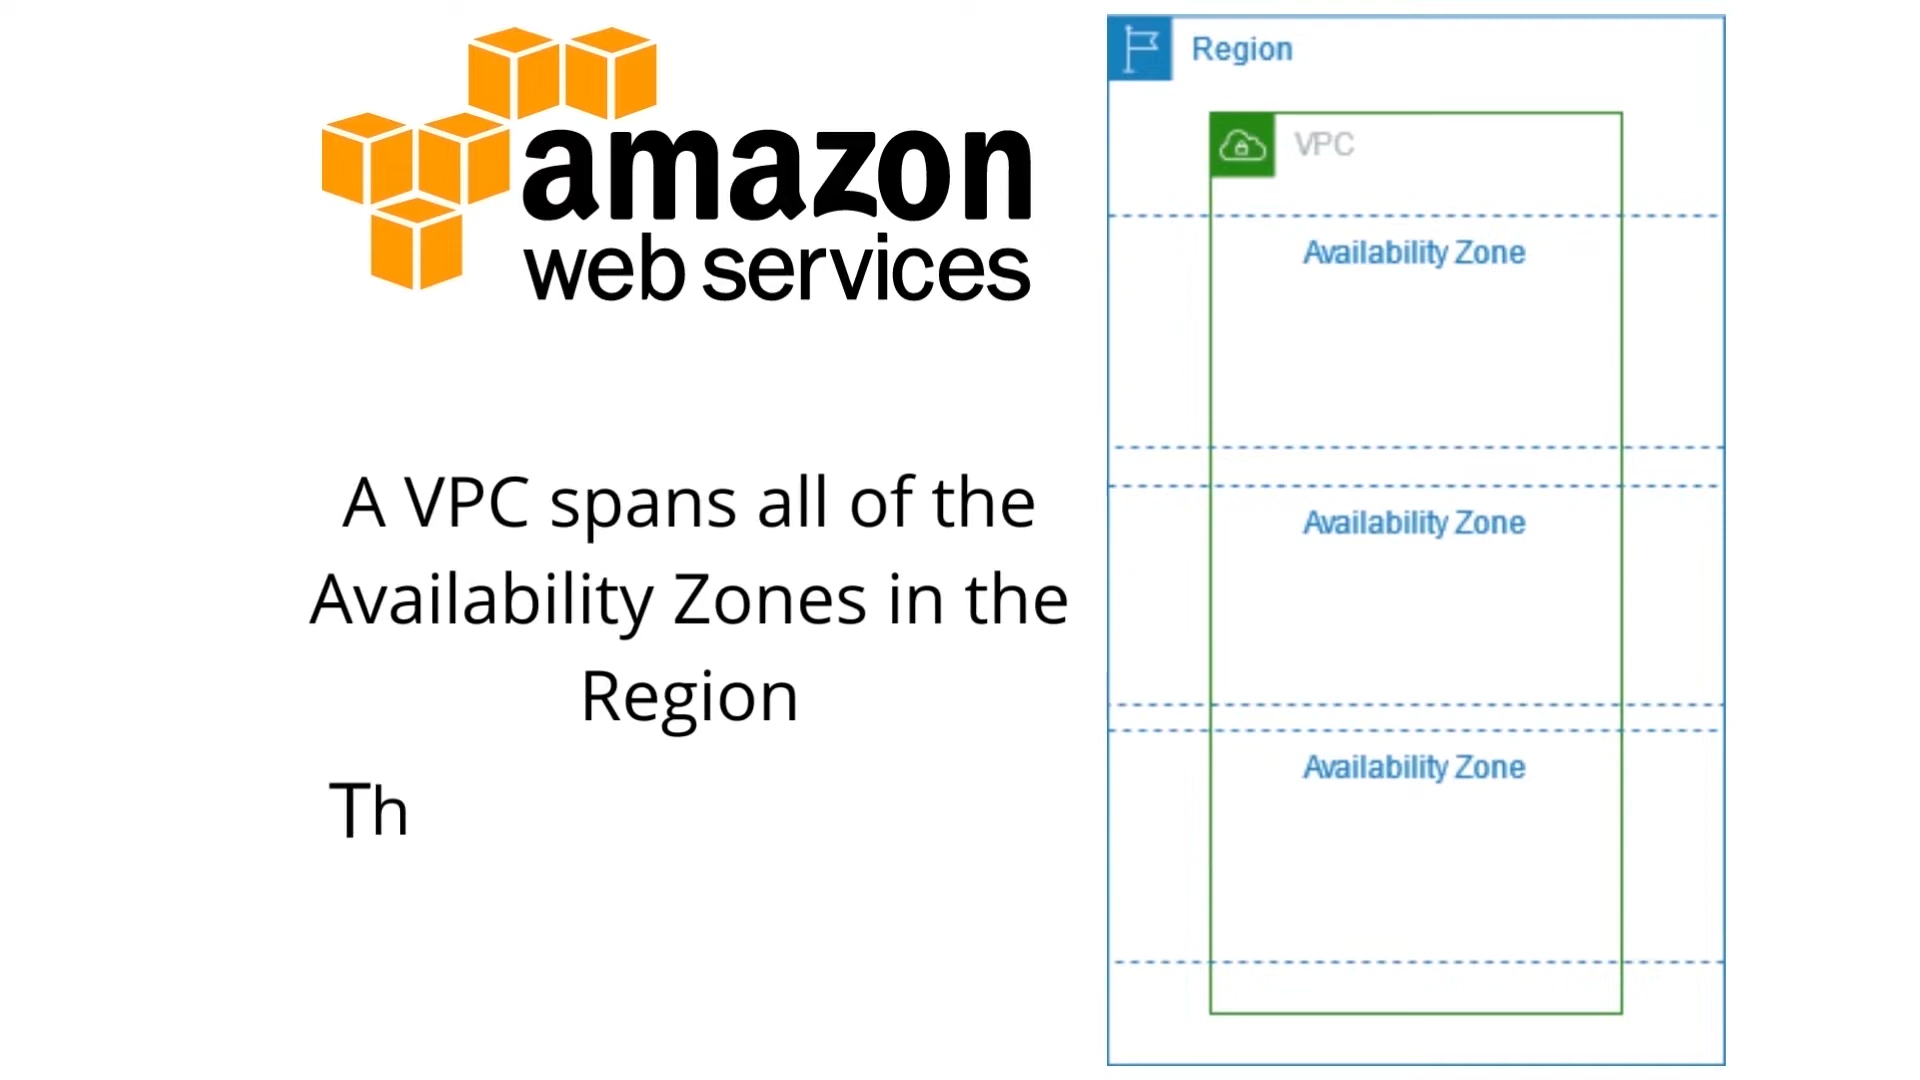 amazon
web services
A VPC spans all of the
Availability Zones in the
Region
Th
Region
VPC
Availability Zone
Availability Zone
Availability Zone